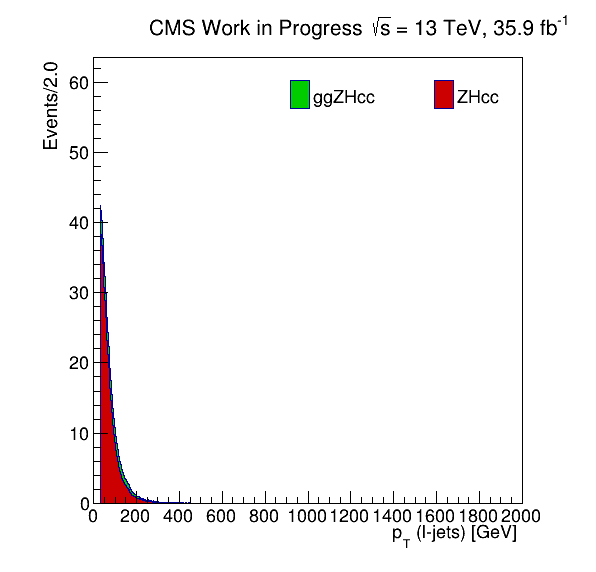 CMS Work in Progress √s = 13 TeV, 35.9 fb⁻¹
Events/2.0
ggZHcc ZHcc
60
50
40
30
20
10
0
0 200 400 600 800 1000 1200 1400 1600 1800 2000
p_T (l-jets) [GeV]